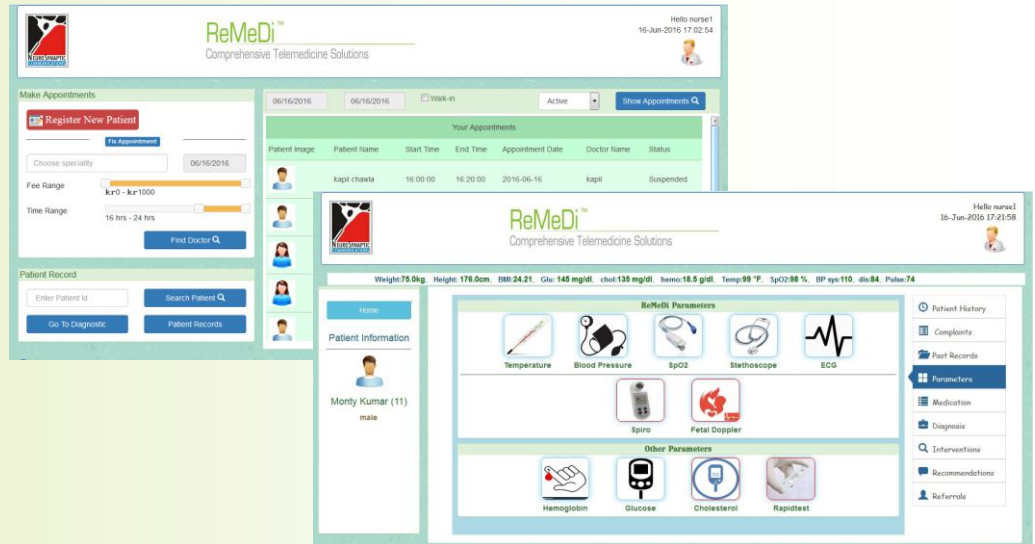 NEUROSYNAPTIC
COMMUNICATIONS
ReMeDi™
Comprehensive Telemedicine Solutions
Hello nurse1
16-Jun-2016 17:02:54
Make Appointments
Register New Patient
Fix Appointment
Choose speciality
06/16/2016
Fee Range
kr0 - kr1000
Time Range
16 hrs - 24 hrs
Find Doctor
Patient Record
Enter Patient Id
Search Patient
Go To Diagnostic
Patient Records
06/16/2016
06/16/2016
Walk-in
Active
Show Appointments
Your Appointments
Patient Image Patient Name Start Time End Time Appointment Date Doctor Name Status
kapil chawla 16:00:00 16:20:00 2016-06-16 kapil Suspended
NEUROSYNAPTIC
ReMeDi™
Comprehensive Telemedicine Solutions
Hello nurse1
16-Jun-2016 17:21:58
Weight:75.0kg, Height: 176.0cm, BMI:24.21, Glu: 145 mg/dl, chol:135 mg/dl, hemo:18.5 g/dl, Temp:99 °F, SpO2:98 %, BP sys:110, dis:84, Pulse:74
Home
Patient Information
Monty Kumar (11)
male
ReMeDi Parameters
Temperature Blood Pressure SpO2 Stethoscope ECG
Spiro Fetal Doppler
Other Parameters
Hemoglobin Glucose Cholesterol Rapidtest
Patient History
Complaints
Past Records
Parameters
Medication
Diagnosis
Interventions
Recommendations
Referrals